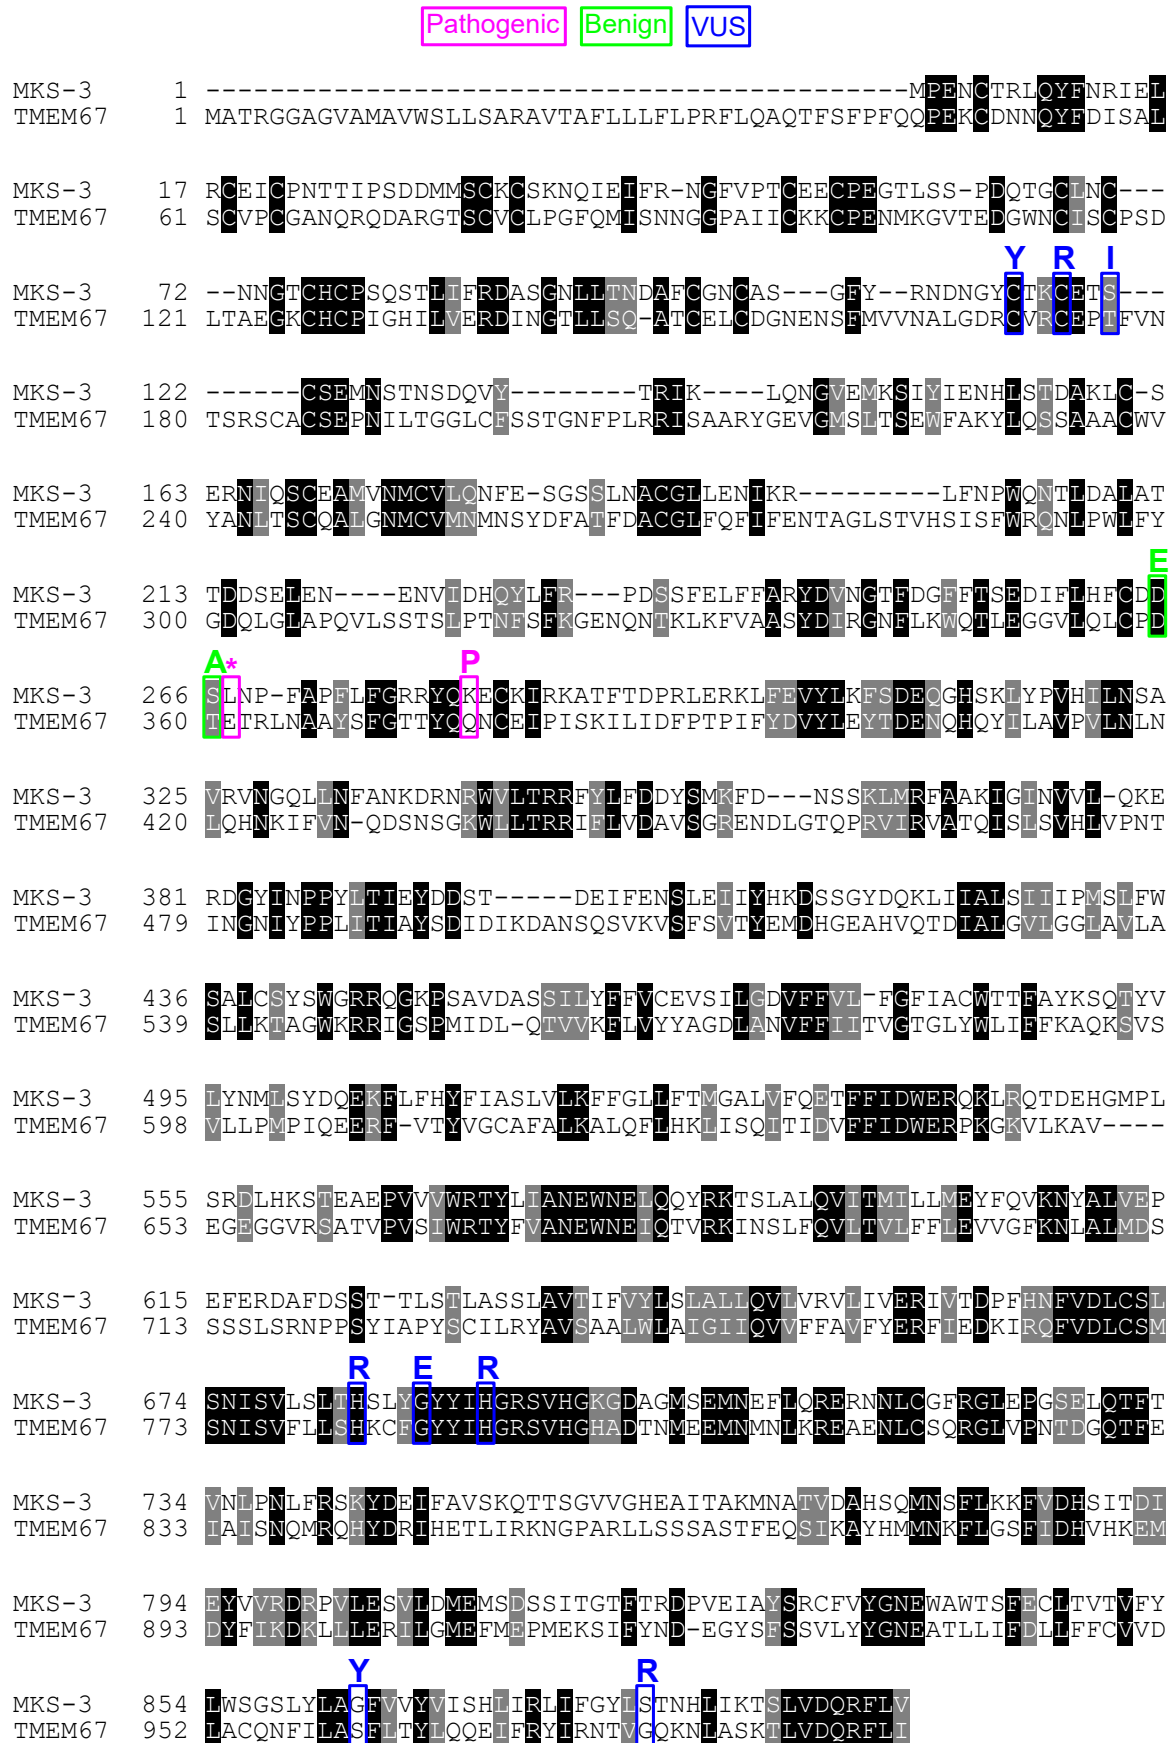 Pathogenic Benign VUS
MKS-3 1 --------------------------------------------MPENCTRLQYFNRIEL
TMEM67 1 MATRGGAGVAMAVWSLLSARAVTAFLLLFLPRFLQAQTFSFPFQQPEKCDNNQYFDISAL
MKS-3 17 RCEICPNTTIPSDDMMSCKCSKNQIEIFR-NGFVPTCEECPEGTLSS-PDQTGCLNC---
TMEM67 61 SCVPCGANQRQDARGTSCVCLPGFQMISNNGGPAIICKKCPENMKGVTEDGWNCISCPSD
Y R I
MKS-3 72 --NNGTCHCPSQSTLIFRDASGNLLTNDAFCGNCAS---GFY--RNDNGYCTKCETS---
TMEM67 121 LTAEGKCHCPIGHILVERDINGTLLSQ-ATCELCDGNENSFMVVNALGDRCVRCEPTFVN
MKS-3 122 ------CSEMNSTNSDQVY--------TRIK----LQNGVEMKSIYIENHLSTDAKLC-S
TMEM67 180 TSRSCACSEPNILTGGLCFSSTGNFPLRRISAARYGEVGMSLTSEWFAKYLQSSAAACWV
MKS-3 163 ERNIQSCEAMVNMCVLQNFE-SGSSLNACGLLENIKR---------LFNPWQNTLDALAT
TMEM67 240 YANLTSCQALGNMCVMNMNSYDFATFDACGLFQFIFENTAGLSTVHSISFWRQNLPWLFY
E
MKS-3 213 TDDSELEN----ENVIDHQYLFR---PDSSFELFFARYDVNGTFDGFFTSEDIFLHFCDD
TMEM67 300 GDQLGLAPQVLSSTSLPTNFSFKGENQNTKLKFVAASYDIRGNFLKWQTLEGGVLQLCPD
A* P
MKS-3 266 SLNP-FAPFLFGRRYQKECKIRKATFTDPRLERKLFEVYLKFSDEQGHSKLYPVHILNSA
TMEM67 360 TETRLNAAYSFGTTYQQNCEIPISKILIDFPTPIFYDVYLEYTDENQHQYILAVPVLNLN
MKS-3 325 VRVNGQLLNFANKDRNRWVLTRRFYLFDDYSMKFD---NSSKLMRFAAKIGINVVL-QKE
TMEM67 420 LQHNKIFVN-QDSNSGKWLLTRRIFLVDAVSGRENDLGTQPRVIRVATQISLSVHLVPNT
MKS-3 381 RDGYINPPYLTIEYDDST-----DEIFENSLEIIYHKDSSGYDQKLIIALSIIIPMSLFW
TMEM67 479 INGNIYPPLITIAYSDIDIKDANSQSVKVSFSVTYEMDHGEAHVQTDIALGVLGGLAVLA
MKS-3 436 SALCSYSWGRRQGKPSAVDASSILYFFVCEVSILGDVFFVL-FGFIACWTTFAYKSQTYV
TMEM67 539 SLLKTAGWKRRIGSPMIDL-QTVVKFLVYYAGDLANVFFIITVGTGLYWLIFFKAQKSVS
MKS-3 495 LYNMLSYDQEKFLFHYFIASLVLKFFGLLFTMGALVFQETFFIDWERQKLRQTDEHGMPL
TMEM67 598 VLLPMPIQEERF-VTYVGCAFALKALQFLHKLISQITIDVFFIDWERPKGKVLKAV----
MKS-3 555 SRDLHKSTEAEPVVVWRTYLIANEWNELQQYRKTSLALQVITMILLMEYFQVKNYALVEP
TMEM67 653 EGEGGVRSATVPVSIWRTYFVANEWNEIQTVRKINSLFQVLTVLFFLEVVGFKNLALMDS
MKS-3 615 EFERDAFDSST-TLSTLASSLAVTIFVYLSLALLQVLVRVLIVERIVTDPFHNFVDLCSL
TMEM67 713 SSSLSRNPPSYIAPYSCILRYAVSAALWLAIGIIQVVFFAVFYERFIEDKIRQFVDLCSM
R E R
MKS-3 674 SNISVLSLTHSLYGYYIHGRSVHGKGDAGMSEMNEFLQRERNNLCGFRGLEPGSELQTFT
TMEM67 773 SNISVFLLSHKCFGYYIHGRSVHGHADTNMEEMNMNLKREAENLCSQRGLVPNTDGQTFE
MKS-3 734 VNLPNLFRSKYDEIFAVSKQTTSGVVGHEAITAKMNATVDAHSQMNSFLKKFVDHSITDI
TMEM67 833 IAISNQMRQHYDRIHETLIRKNGPARLLSSSASTFEQSIKAYHMMNKFLGSFIDHVHKEM
MKS-3 794 EYVVRDRPVLESVLDMEMSDSSITGTFTRDPVEIAYSRCFVYGNEWAWTSFECLTVTVFY
TMEM67 893 DYFIKDKLLLERILGMEFMEPMEKSIFYND-EGYSFSSVLYYGNEATLLIFDLLFFCVVD
Y R
MKS-3 854 LWSGSLYLAGFVVYVISHLIRLIFGYLSTNHLIKTSLVDQRFLV
TMEM67 952 LACQNFILASFLTYLQQEIFRYIRNTVGQKNLASKTLVDQRFLI